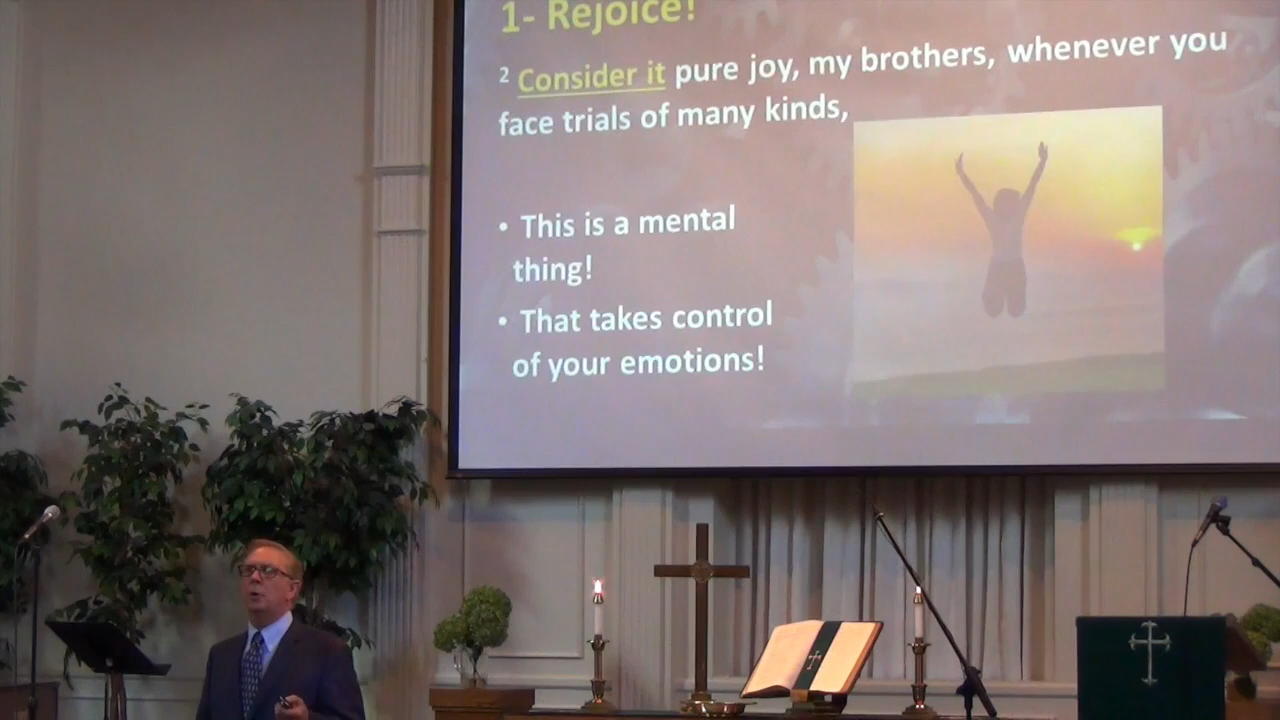 1- Rejoice!
2 Consider it pure joy, my brothers, whenever you
face trials of many kinds,
• This is a mental
thing!
• That takes control
of your emotions!